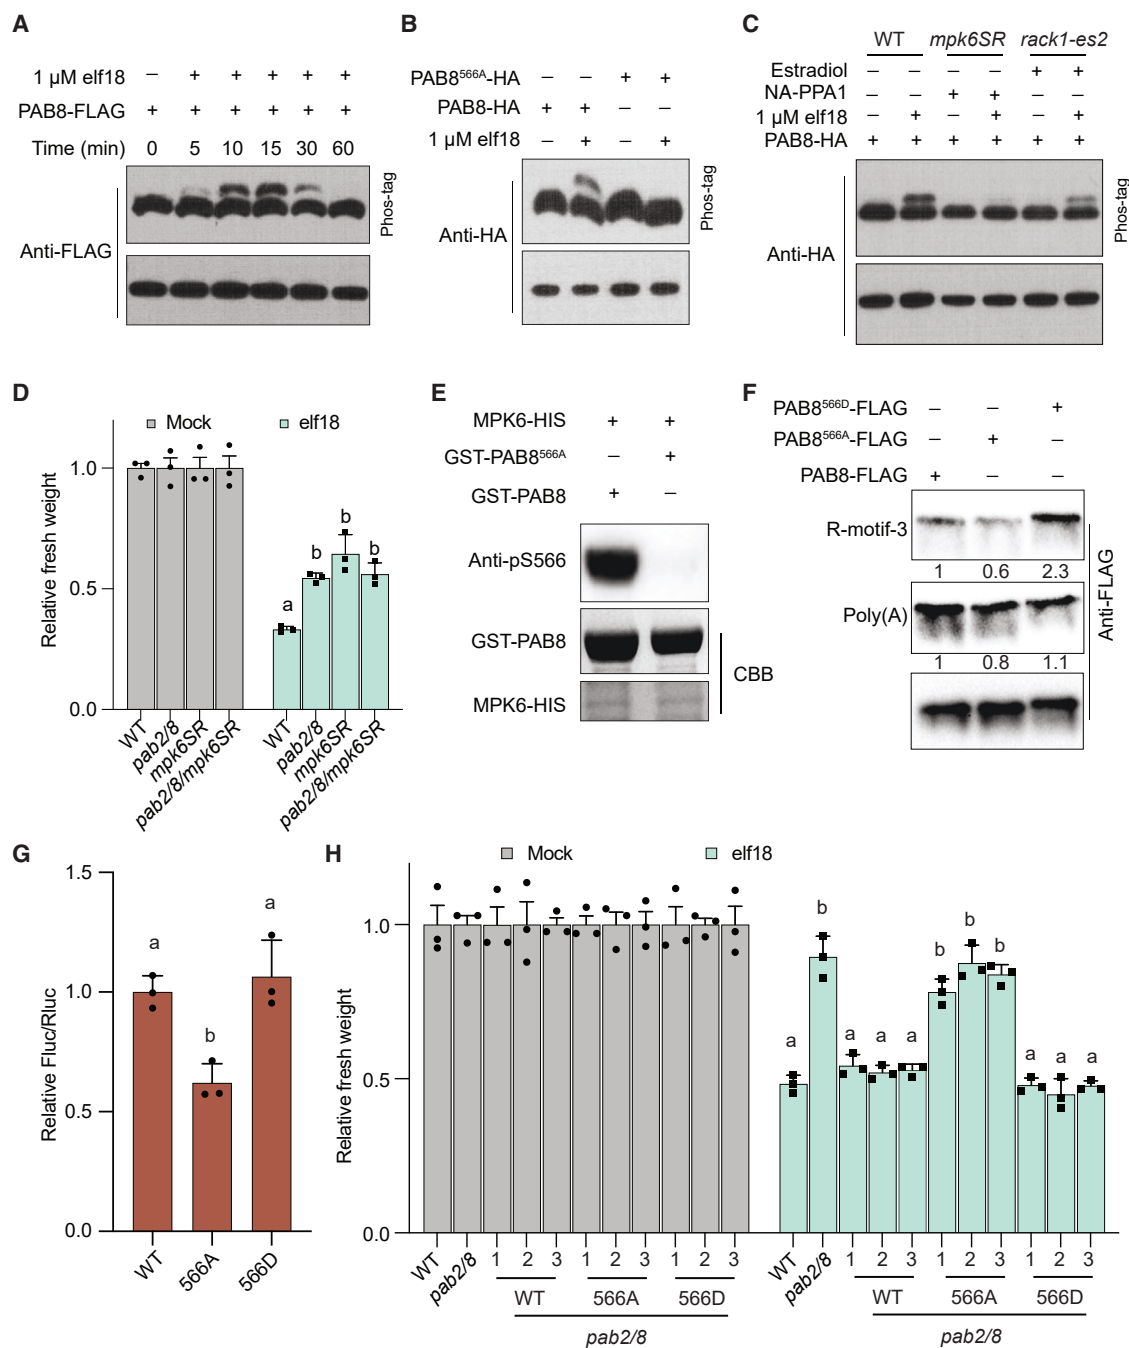 A
1 μM elf18 – + + + + +
PAB8-FLAG + + + + + +
Time (min) 0 5 10 15 30 60
Phos-tag
Anti-FLAG
B
PAB8566A-HA – – + +
PAB8-HA + + – –
1 μM elf18 – + – +
Phos-tag
Anti-HA
C
WT mpk6SR rack1-es2
Estradiol – – – – + +
NA-PPA1 – – + + – –
1 μM elf18 – + – + – +
PAB8-HA + + + + + +
Phos-tag
Anti-HA
D
Mock elf18
Relative fresh weight
1.0
0.5
0.0
a b b b
WT pab2/8 mpk6SR pab2/8/mpk6SR
WT pab2/8 mpk6SR pab2/8/mpk6SR
E
MPK6-HIS + +
GST-PAB8566A – +
GST-PAB8 + –
Anti-pS566
GST-PAB8
MPK6-HIS
CBB
F
PAB8566D-FLAG – – +
PAB8566A-FLAG – + –
PAB8-FLAG + – –
R-motif-3
1 0.6 2.3
Poly(A)
1 0.8 1.1
Anti-FLAG
G
Relative Fluc/Rluc
1.5
1.0
0.5
0.0
a b a
WT 566A 566D
H
Mock elf18
Relative fresh weight
1.0
0.5
0.0
a b a a a b b b a a a
WT pab2/8 1 2 3 1 2 3 1 2 3
WT 566A 566D
pab2/8
WT pab2/8 1 2 3 1 2 3 1 2 3
WT 566A 566D
pab2/8